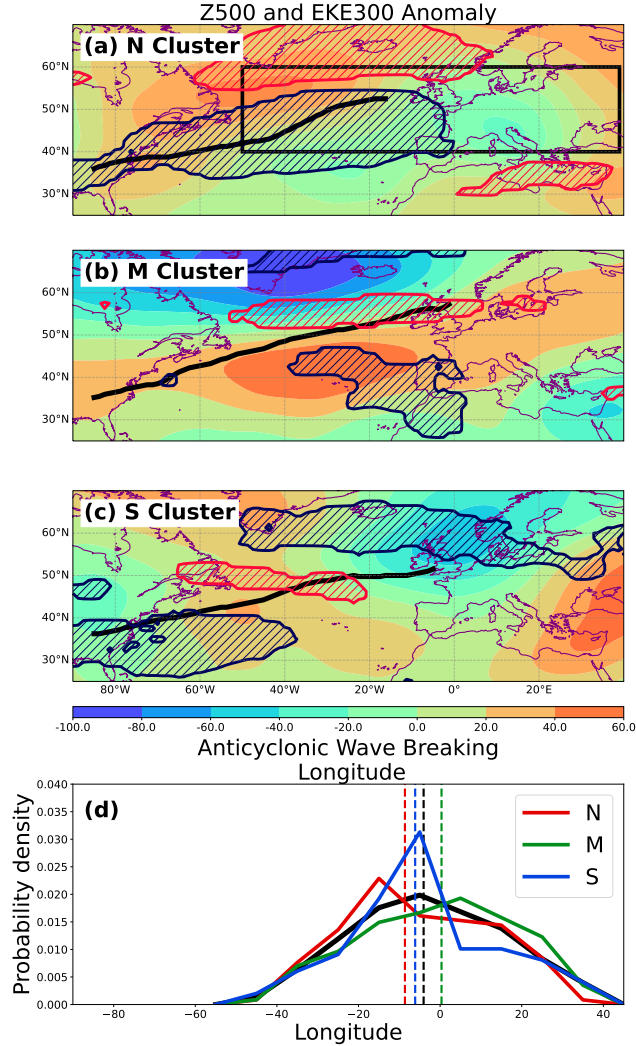 Z500 and EKE300 Anomaly
(a) N Cluster
60°N
50°N
40°N
30°N
(b) M Cluster
60°N
50°N
40°N
30°N
(c) S Cluster
60°N
50°N
40°N
30°N
80°W 60°W 40°W 20°W 0° 20°E
-100.0 -80.0 -60.0 -40.0 -20.0 0.0 20.0 40.0 60.0
Anticyclonic Wave Breaking
Longitude
(d)
N
M
S
Probability density
0.040
0.035
0.030
0.025
0.020
0.015
0.010
0.005
0.000
−80 −60 −40 −20 0 20 40
Longitude